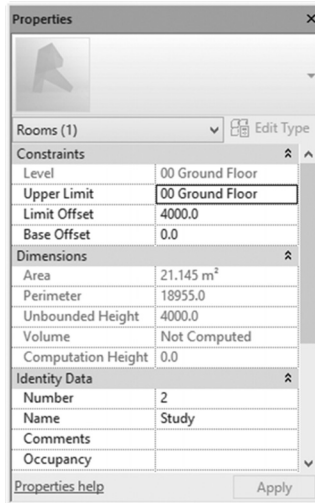 Properties
Rooms (1) Edit Type
Constraints
Level 00 Ground Floor
Upper Limit 00 Ground Floor
Limit Offset 4000.0
Base Offset 0.0
Dimensions
Area 21.145 m²
Perimeter 18955.0
Unbounded Height 4000.0
Volume Not Computed
Computation Height 0.0
Identity Data
Number 2
Name Study
Comments
Occupancy
Properties help Apply